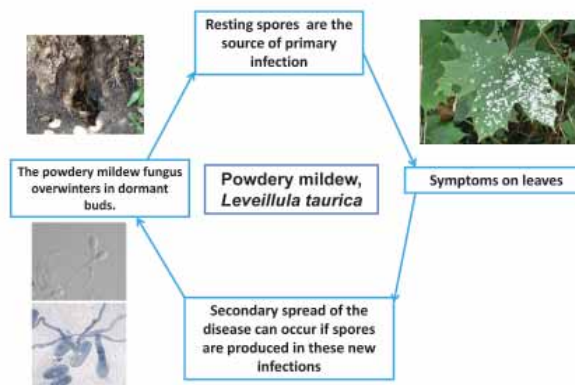 Resting spores are the
source of primary
infection
The powdery mildew fungus
overwinters in dormant
buds.
Powdery mildew,
Leveillula taurica
Symptoms on leaves
Secondary spread of the
disease can occur if spores
are produced in these new
infections